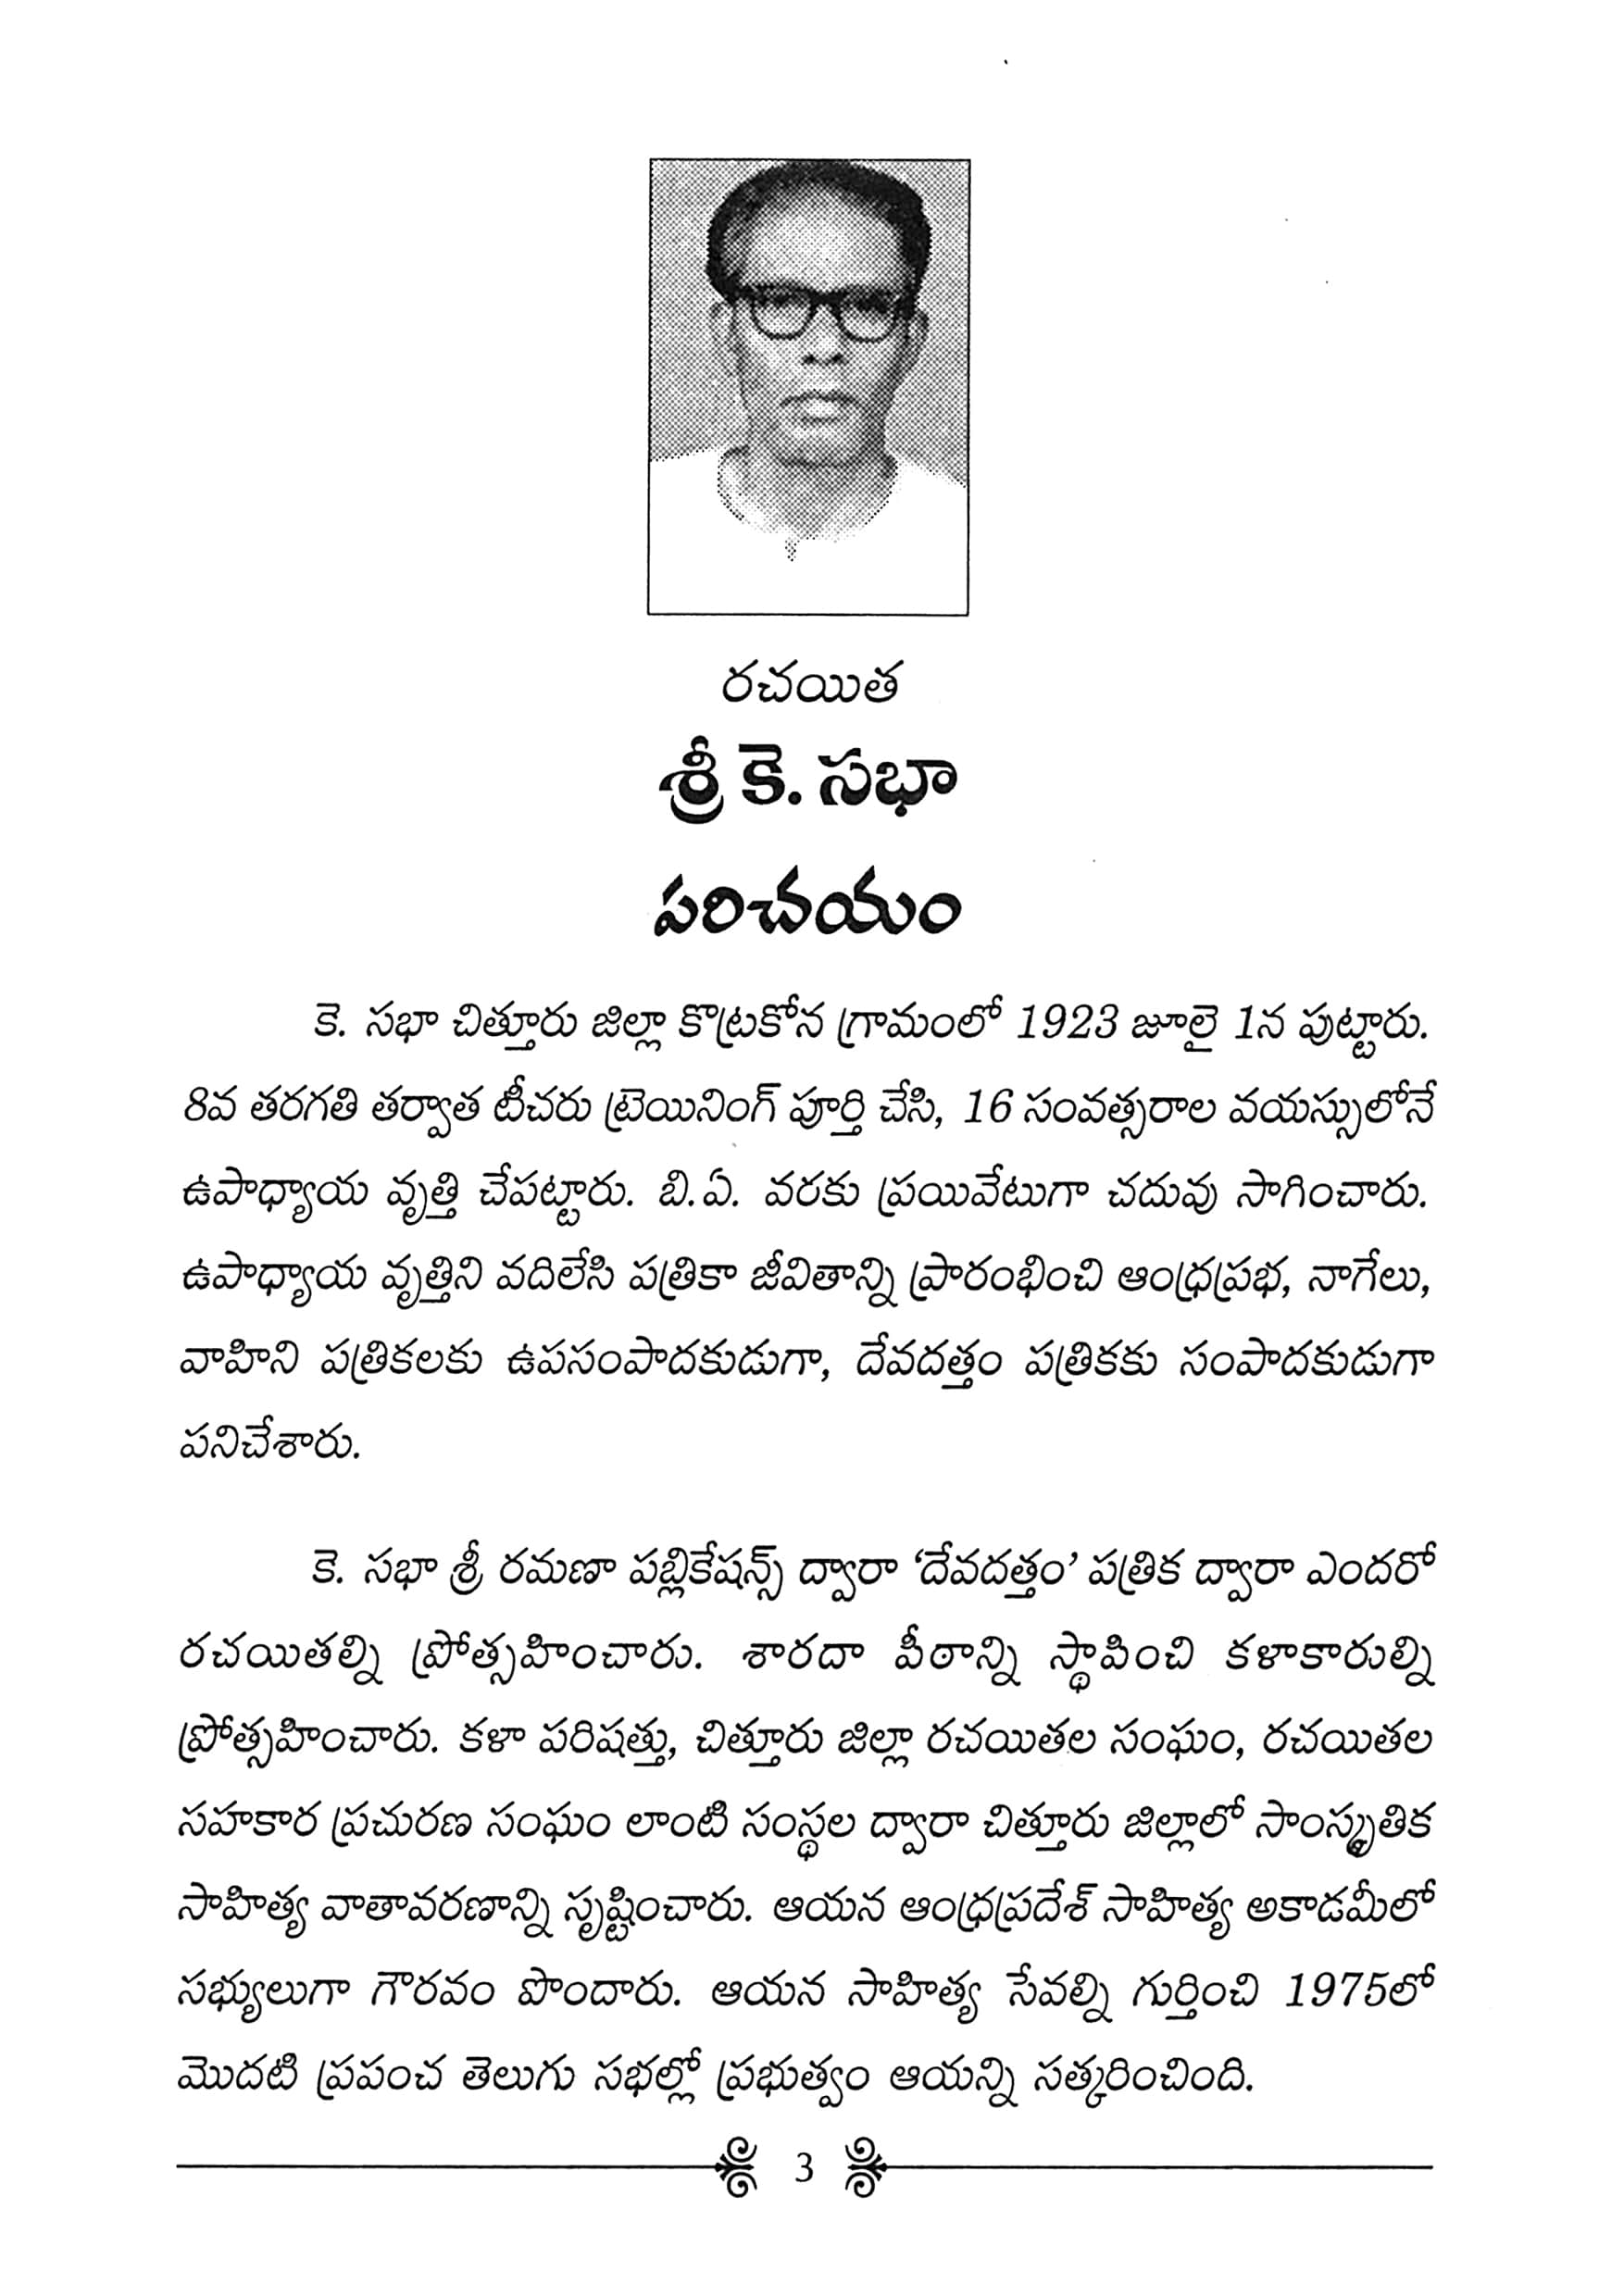 రచయిత
శ్రీ కె. సభా
పరిచయం
కె. సభా చిత్తూరు జిల్లా కొట్రకోన గ్రామంలో 1923 జూలై 1న పుట్టారు.
8వ తరగతి తర్వాత టీచరు ట్రెయినింగ్ పూర్తి చేసి, 16 సంవత్సరాల వయస్సులోనే
ఉపాధ్యాయ వృత్తి చేపట్టారు. బి.ఏ. వరకు ప్రయివేటుగా చదువు సాగించారు.
ఉపాధ్యాయ వృత్తిని వదిలేసి పత్రికా జీవితాన్ని ప్రారంభించి ఆంధ్రప్రభ, నాగేలు,
వాహిని పత్రికలకు ఉపసంపాదకుడుగా, దేవదత్తం పత్రికకు సంపాదకుడుగా
పనిచేశారు.
కె. సభా శ్రీ రమణా పబ్లికేషన్స్ ద్వారా ‘దేవదత్తం’ పత్రిక ద్వారా ఎందరో
రచయితల్ని ప్రోత్సహించారు. శారదా పీఠాన్ని స్థాపించి కళాకారుల్ని
ప్రోత్సహించారు. కళా పరిషత్తు, చిత్తూరు జిల్లా రచయితల సంఘం, రచయితల
సహకార ప్రచురణ సంఘం లాంటి సంస్థల ద్వారా చిత్తూరు జిల్లాలో సాంస్కృతిక
సాహిత్య వాతావరణాన్ని సృష్టించారు. ఆయన ఆంధ్రప్రదేశ్ సాహిత్య అకాడమీలో
సభ్యులుగా గౌరవం పొందారు. ఆయన సాహిత్య సేవల్ని గుర్తించి 1975లో
మొదటి ప్రపంచ తెలుగు సభల్లో ప్రభుత్వం ఆయన్ని సత్కరించింది.
3